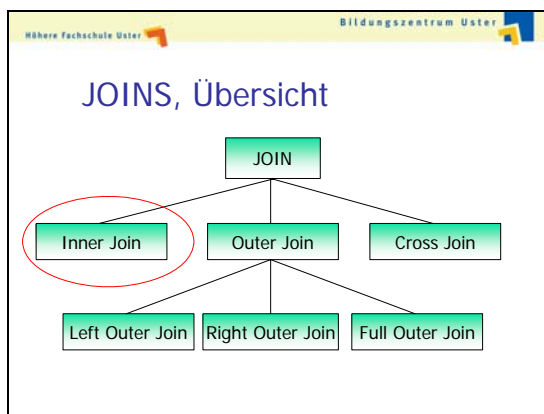 Bildungszentrum Uster
Höhere Fachschule Uster
JOINS, Übersicht
JOIN
Inner Join
Outer Join
Cross Join
Left Outer Join
Right Outer Join
Full Outer Join